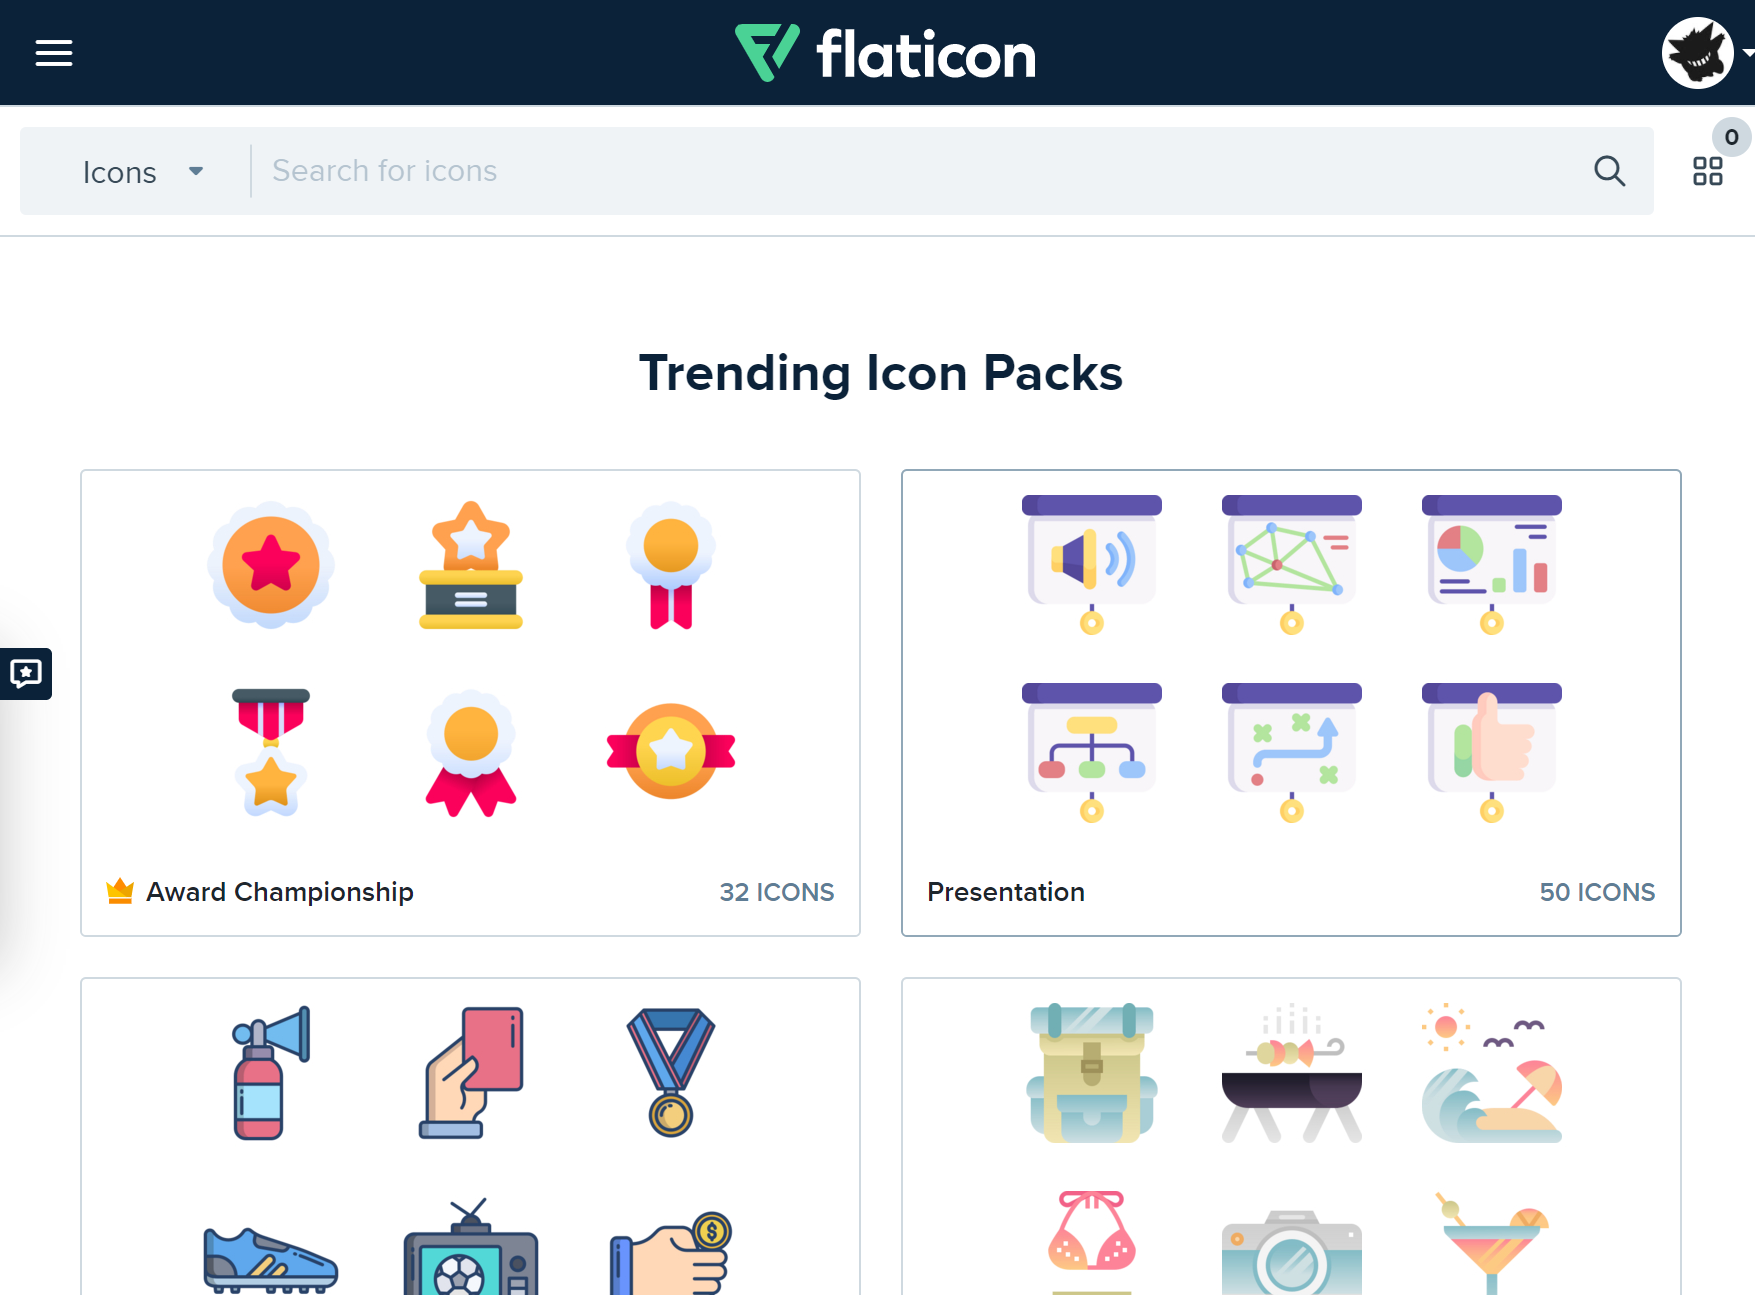 flaticon
0
Icons
Search for icons
Trending Icon Packs
Award Championship
32 ICONS
Presentation
50 ICONS
$